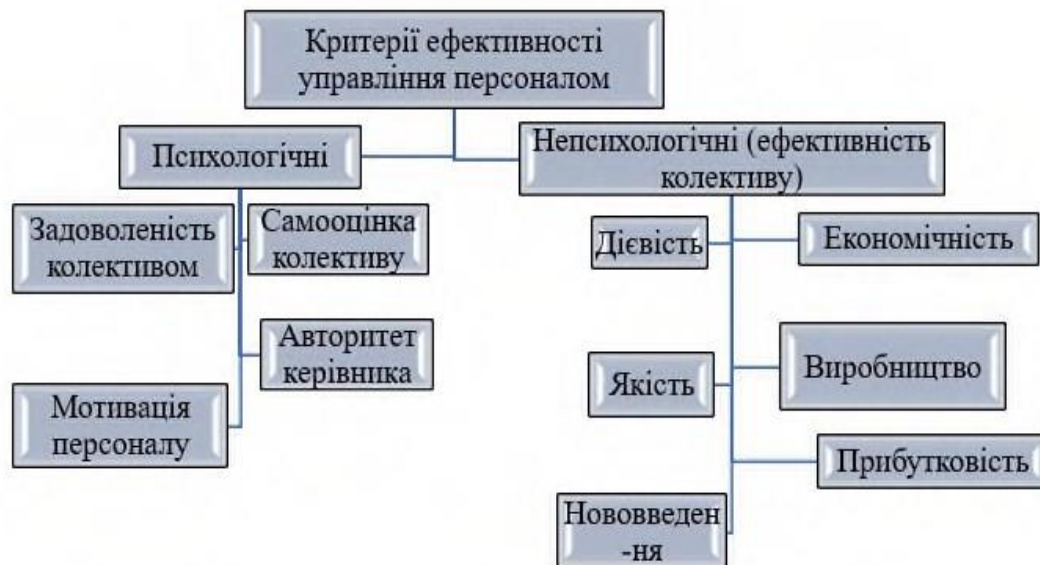 Критерії ефективності
управління персоналом
Психологічні
Непсихологічні (ефективність
колективу)
Задоволеність
колективом
Самооцінка
колективу
Авторитет
керівника
Мотивація
персоналу
Дієвість
Економічність
Якість
Виробництво
Прибутковість
Нововведен
-ня